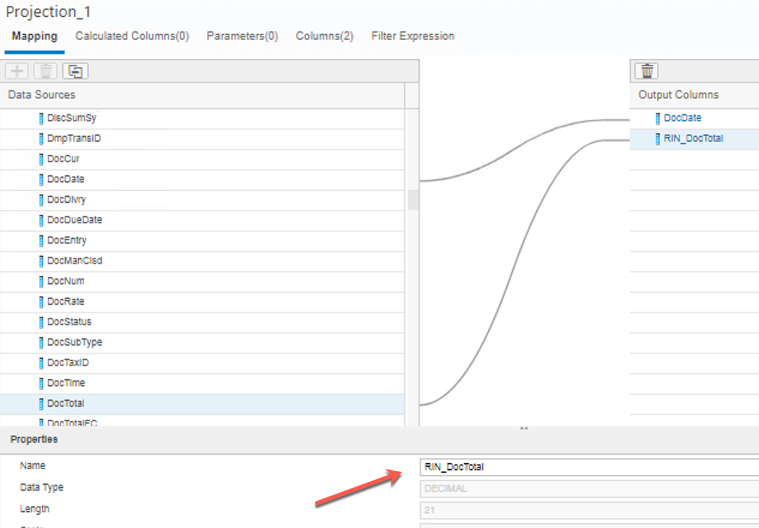 Projection_1
Mapping Calculated Columns(0) Parameters(0) Columns(2) Filter Expression
Data Sources
Output Columns
DiscSumSy
DocDate
DmpTransID
RIN_DocTotal
DocCur
DocDate
DocDlvry
DocDueDate
DocEntry
DocManClsd
DocNum
DocRate
DocStatus
DocSubType
DocTaxID
DocTime
DocTotal
DocTotalFC
Properties
Name RIN_DocTotal
Data Type DECIMAL
Length 21